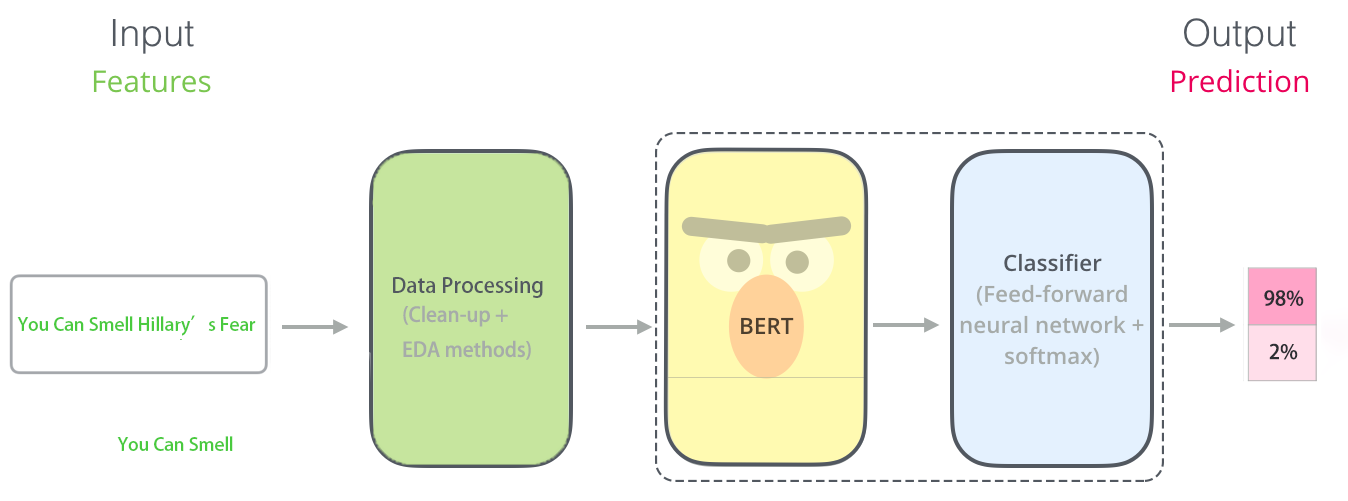 Input
Features
Output
Prediction
You Can Smell Hillary′ s Fear
You Can Smell
Data Processing
(Clean-up +
EDA methods)
BERT
Classifier
(Feed-forward
neural network +
softmax)
98%
2%